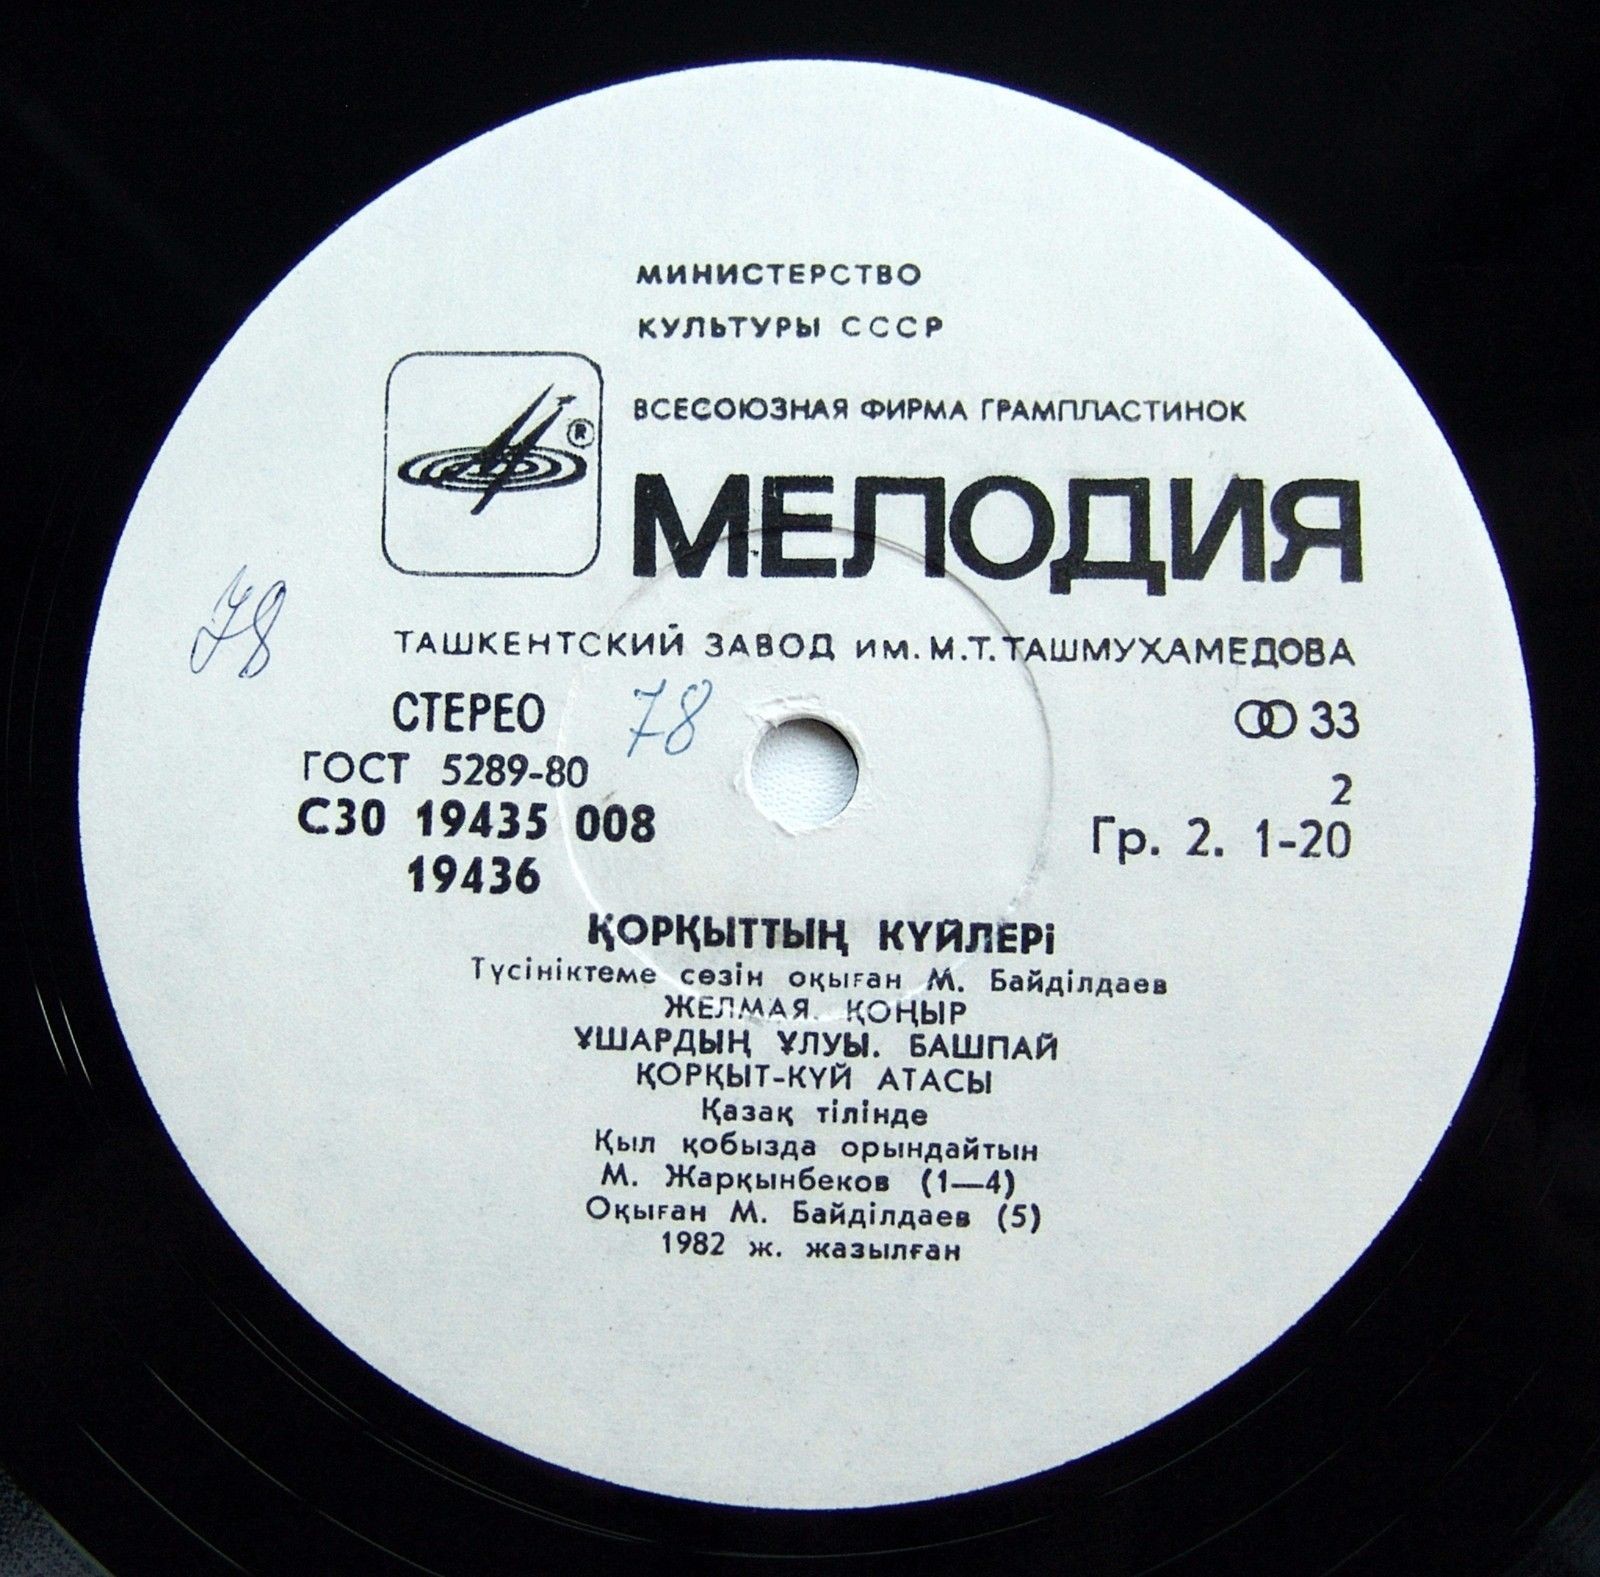 МИНИСТЕРСТВО
КУЛЬТУРЫ СССР
ВСЕСОЮЗНАЯ ФИРМА ГРАМПЛАСТИНОК
®
МЕЛОДИЯ
ТАШКЕНТСКИЙ ЗАВОД ИМ. М.Т. ТАШМУХАМЕДОВА
78
СТЕРЕО 78 33
ГОСТ 5289-80
2
С30 19435 008 Гр. 2. 1-20
19436
ҚОРҚЫТТЫҢ КҮЙЛЕРі
Түсініктеме сөзін оқыған М. Байділдаев
ЖЕЛМАЯ. ҚОҢЫР
ҰШАРДЫҢ ҰЛУЫ. БАШПАЙ
ҚОРҚЫТ-КҮЙ АТАСЫ
Қазақ тілінде
Қыл қобызда орындайтын
М. Жарқынбеков (1—4)
Оқыған М. Байділдаев (5)
1982 ж. жазылған